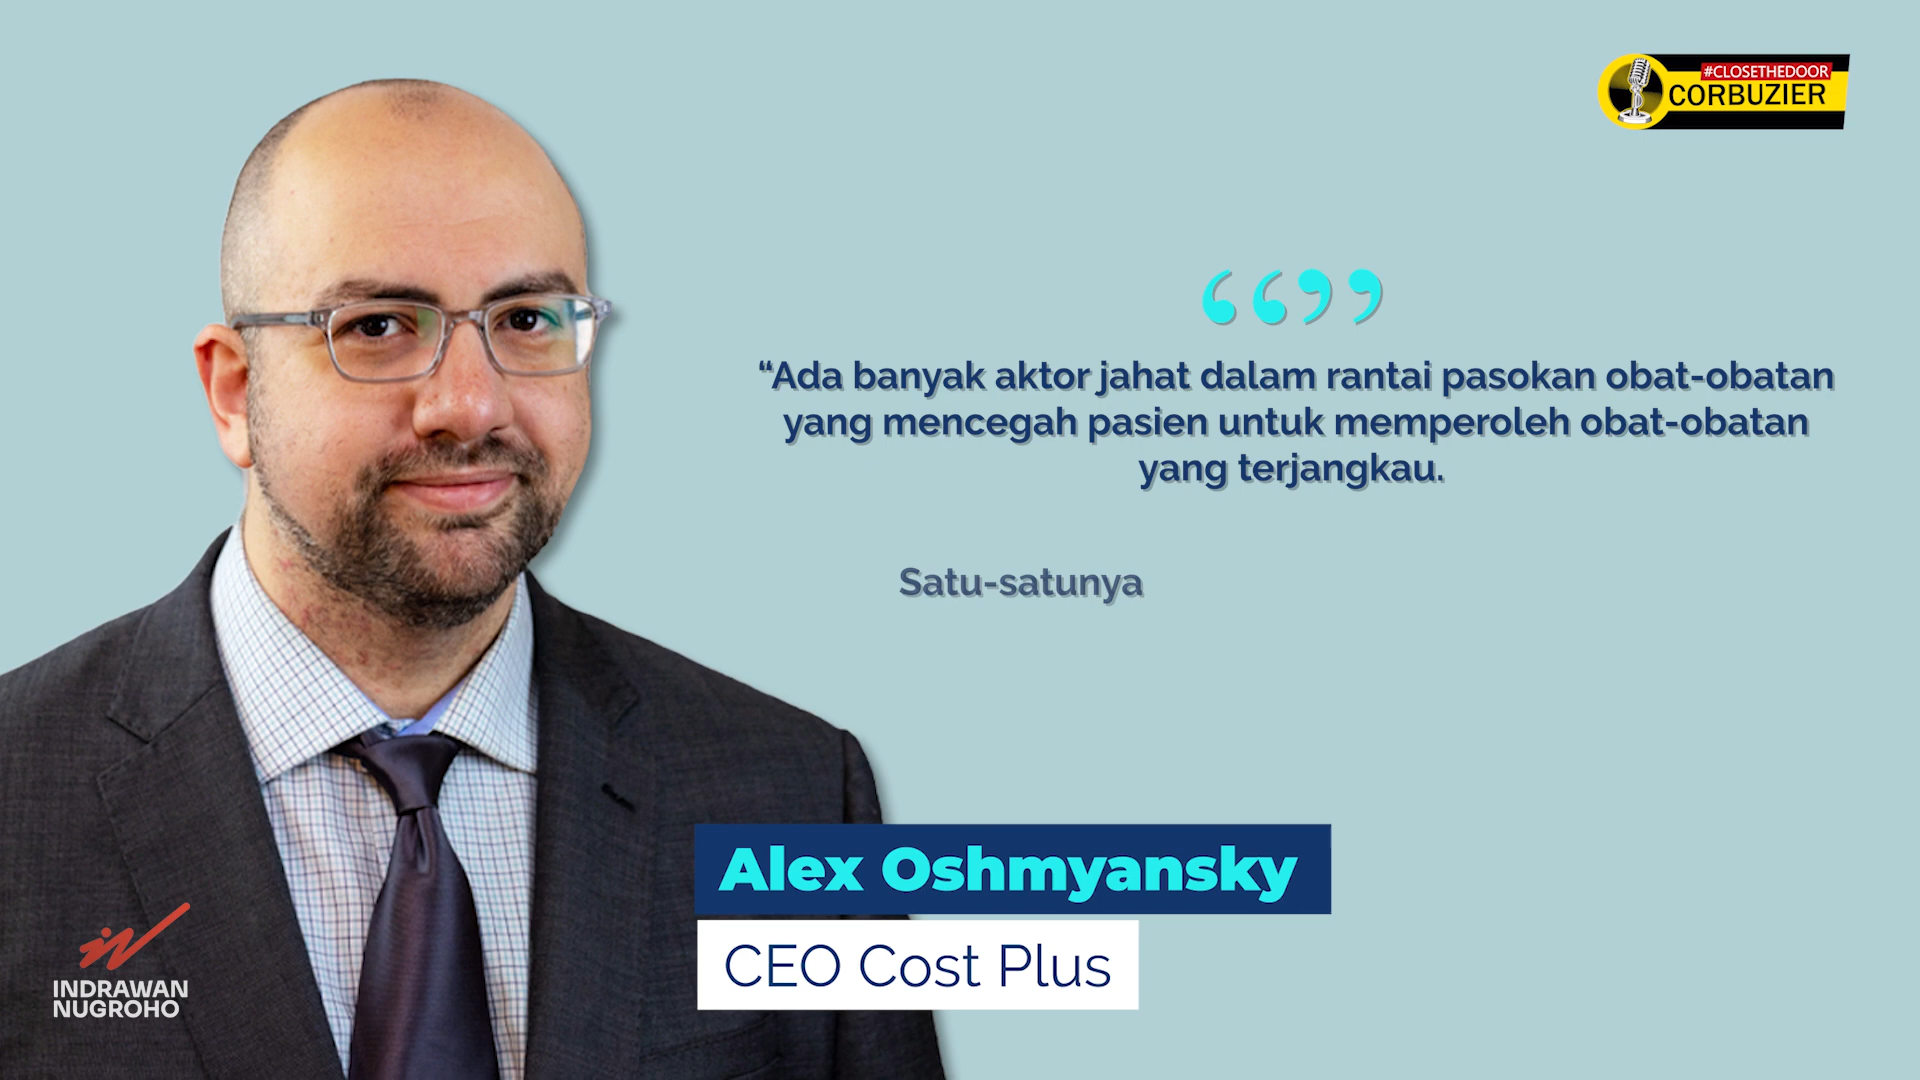 #CLOSETHEDOOR
CORBUZIER
“Ada banyak aktor jahat dalam rantai pasokan obat-obatan
yang mencegah pasien untuk memperoleh obat-obatan
yang terjangkau.
Satu-satunya
Alex Oshmyansky
CEO Cost Plus
INDRAWAN
NUGROHO